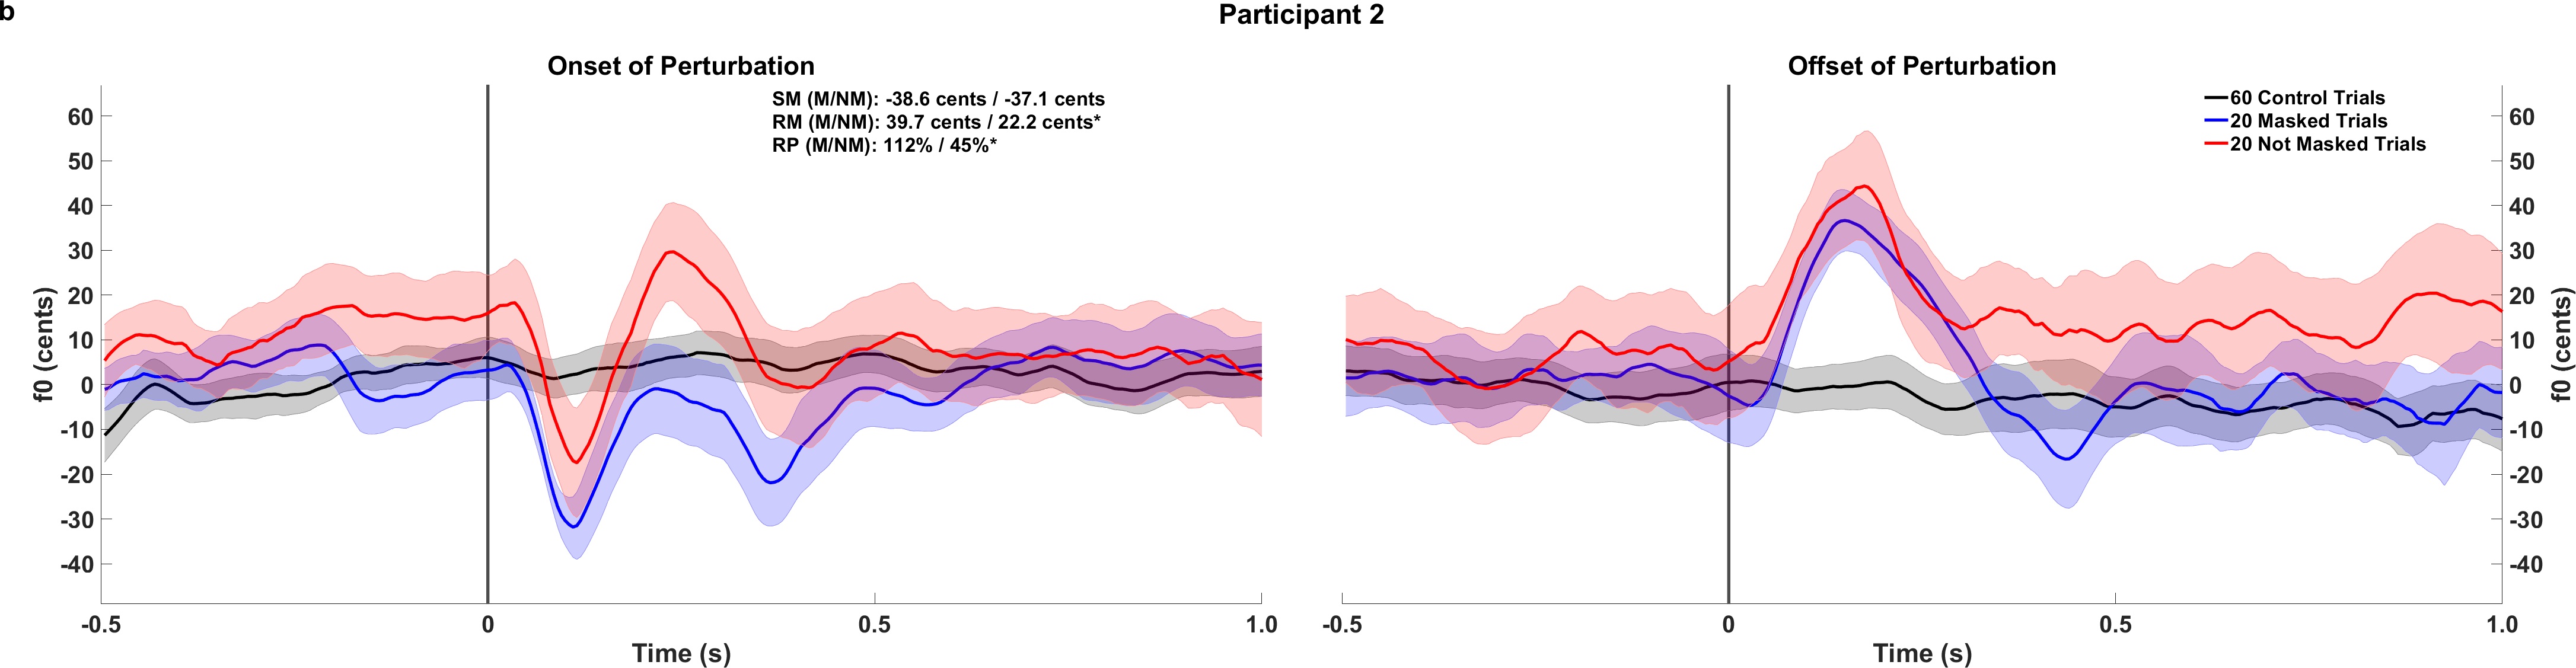 b
Participant 2
Onset of Perturbation
SM (M/NM): -38.6 cents / -37.1 cents
RM (M/NM): 39.7 cents / 22.2 cents*
RP (M/NM): 112% / 45%*
f0 (cents)
60
50
40
30
20
10
0
-10
-20
-30
-40
-0.5
0
0.5
1.0
Time (s)
Offset of Perturbation
60 Control Trials
20 Masked Trials
20 Not Masked Trials
60
50
40
30
20
10
0
-10
-20
-30
-40
f0 (cents)
-0.5
0
0.5
1.0
Time (s)